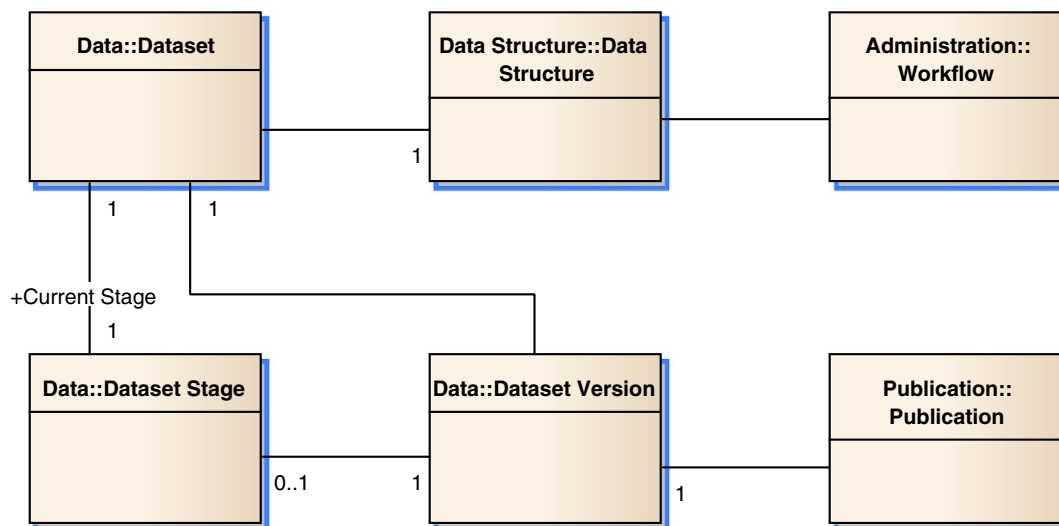 Data::Dataset
Data Structure::Data
Structure
Administration::
Workflow
1
1
1
+Current Stage
1
Data::Dataset Stage
Data::Dataset Version
Publication::
Publication
0..1
1
1